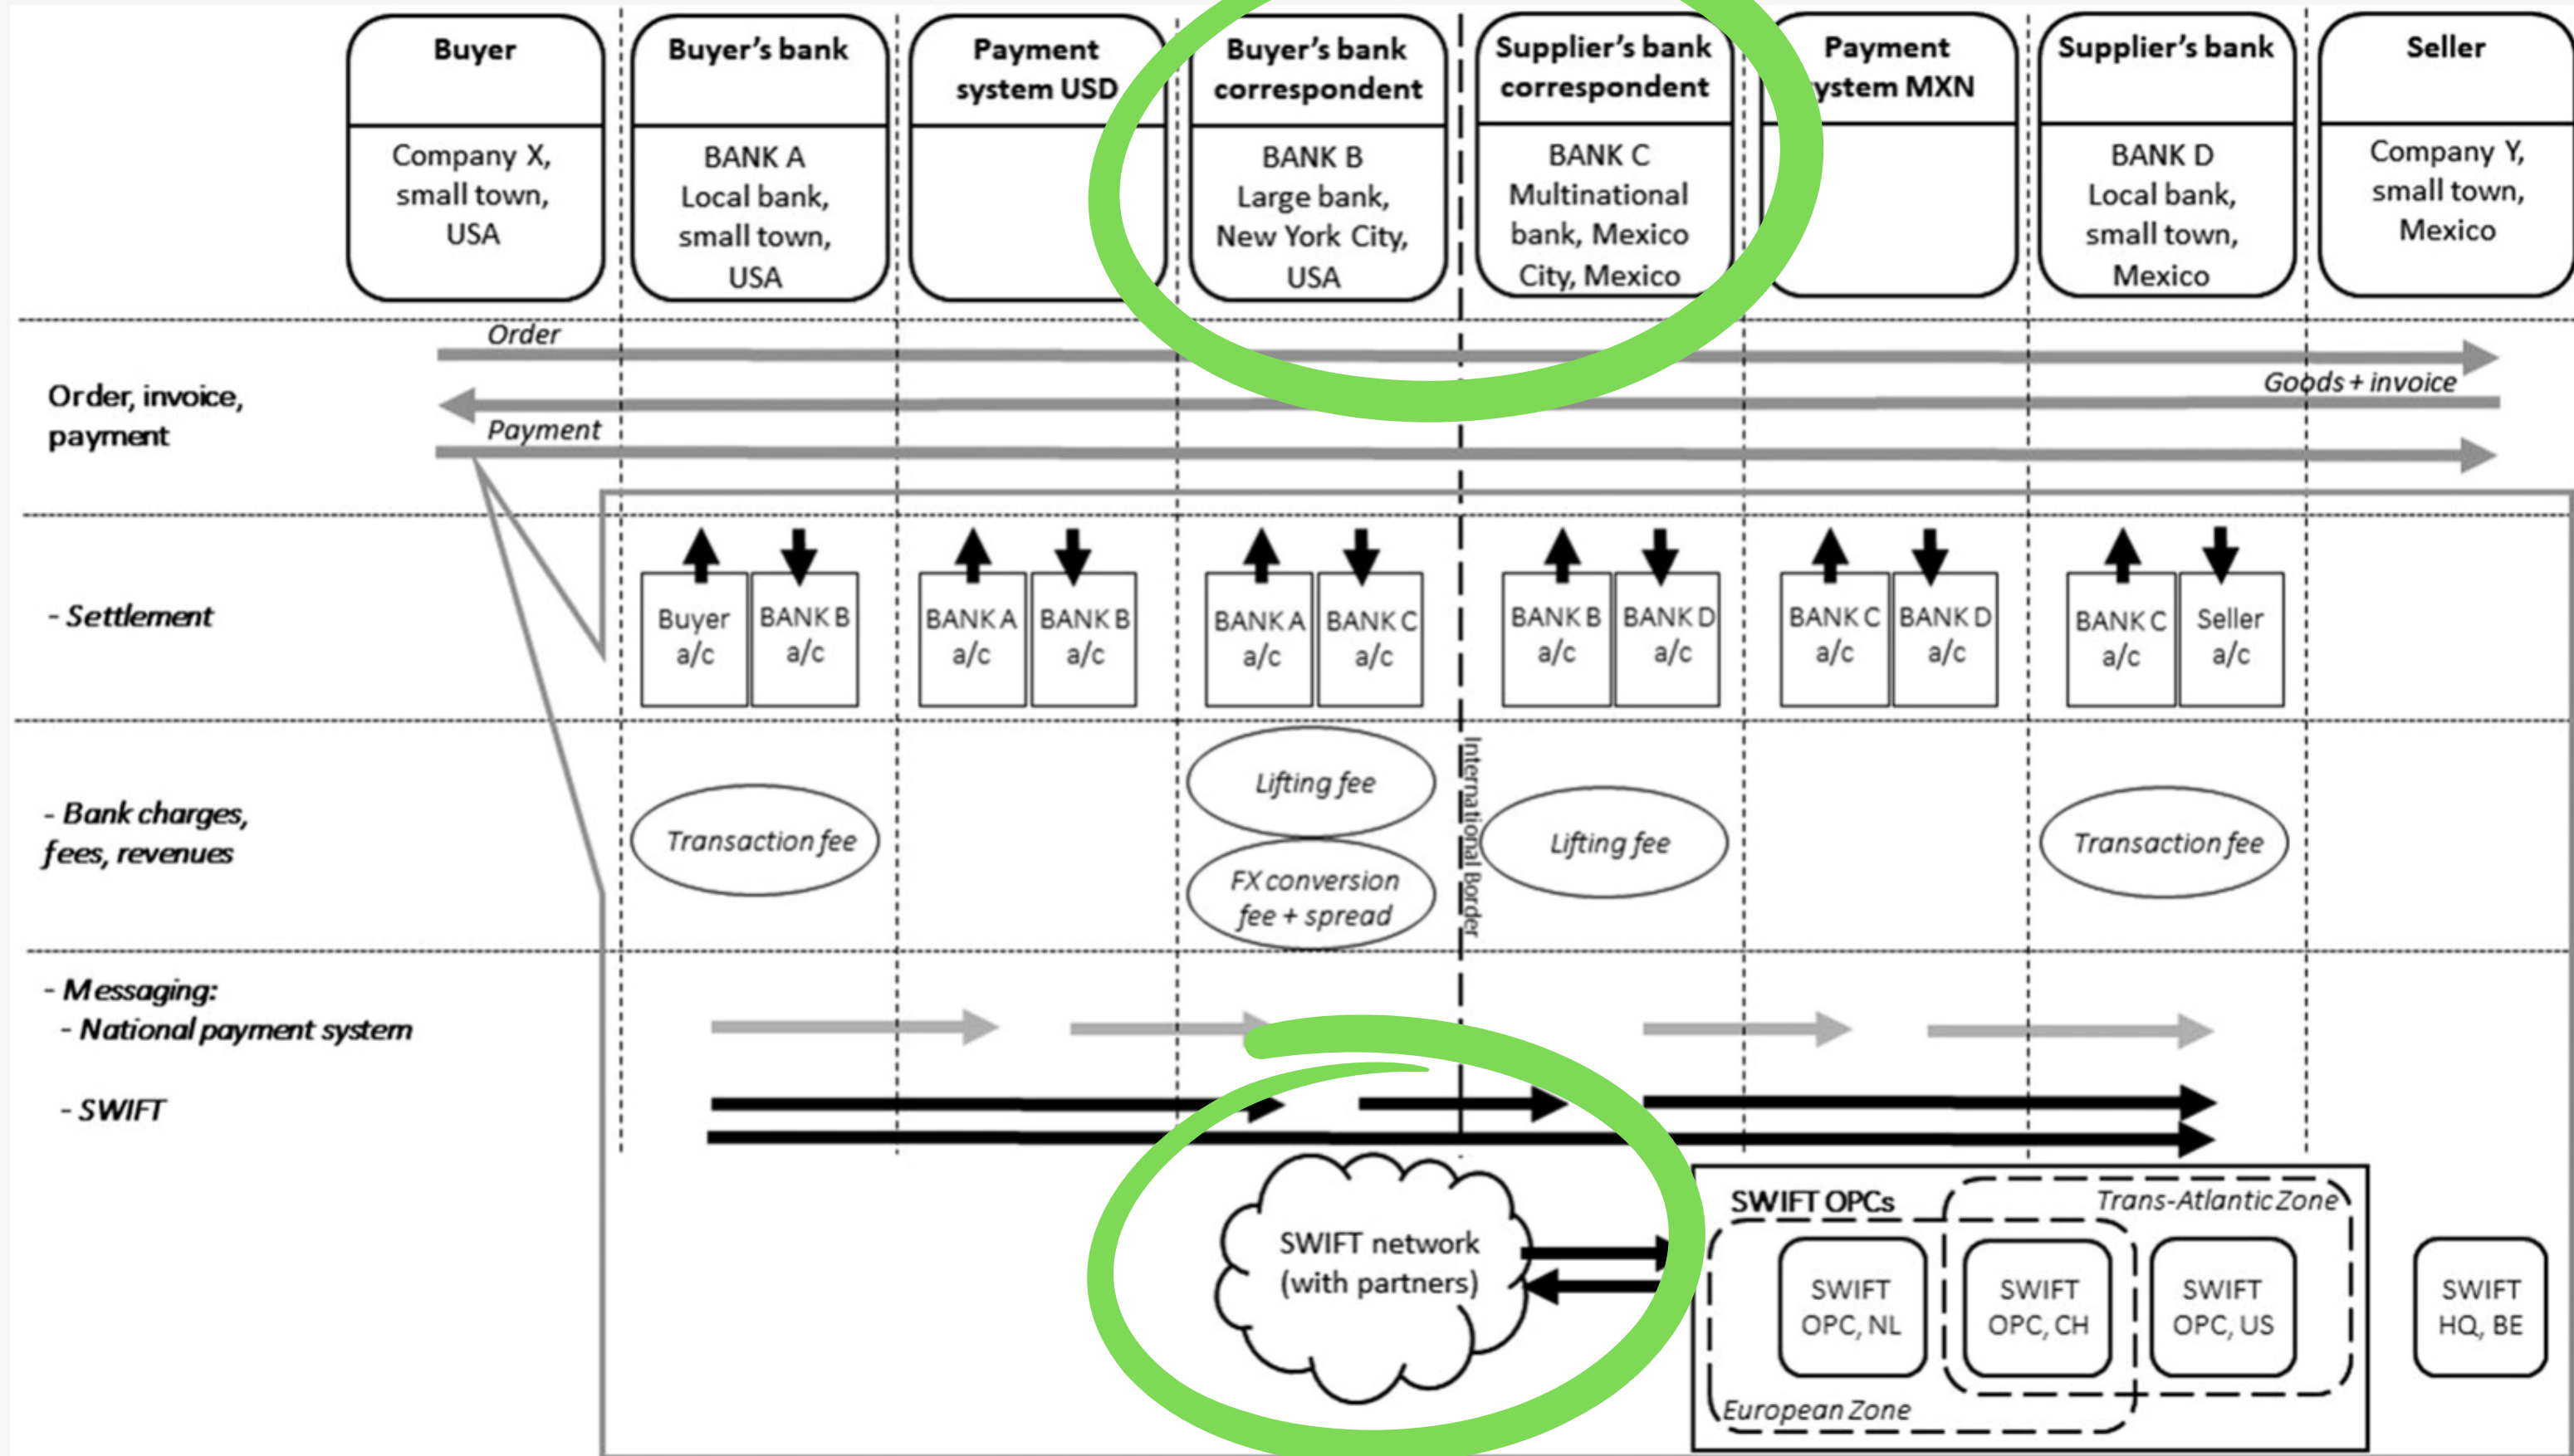 Buyer
Company X,
small town,
USA
Buyer's bank
BANK A
Local bank,
small town,
USA
Payment
system USD
Buyer's bank
correspondent
BANK B
Large bank,
New York City,
USA
Supplier's bank
correspondent
BANK C
Multinational
bank, Mexico
City, Mexico
Payment
ystem MXN
Supplier's bank
BANK D
Local bank,
small town,
Mexico
Seller
Company Y,
small town,
Mexico
Order, invoice,
payment
Order
Goods + invoice
Payment
- Settlement
Buyer
a/c
BANK B
a/c
BANK A
a/c
BANK B
a/c
BANK A
a/c
BANK C
a/c
BANK B
a/c
BANK D
a/c
BANK C
a/c
BANK D
a/c
BANK C
a/c
Seller
a/c
- Bank charges,
fees, revenues
Transaction fee
Lifting fee
FX conversion
fee + spread
International Border
Lifting fee
Transaction fee
- Messaging:
- National payment system
- SWIFT
SWIFT network
(with partners)
SWIFT OPCs
Trans-Atlantic Zone
SWIFT
OPC, NL
SWIFT
OPC, CH
SWIFT
OPC, US
European Zone
SWIFT
HQ, BE